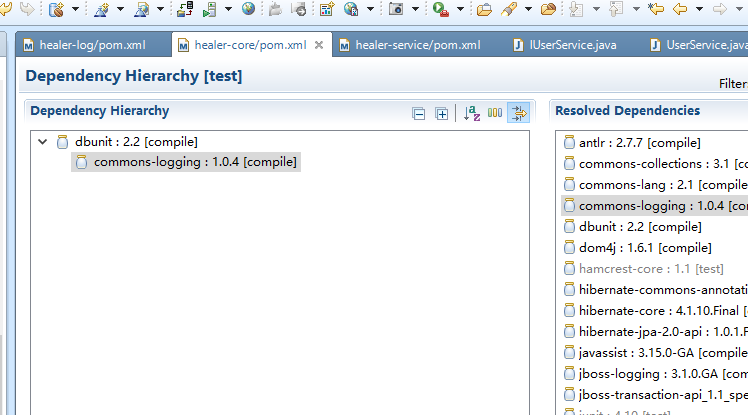 healer-log/pom.xml
healer-core/pom.xml
healer-service/pom.xml
IUserService.java
UserService.java
Dependency Hierarchy [test]
Filter:
Dependency Hierarchy
dbunit : 2.2 [compile]
commons-logging : 1.0.4 [compile]
Resolved Dependencies
antlr : 2.7.7 [compile]
commons-collections : 3.1 [compile]
commons-lang : 2.1 [compile
commons-logging : 1.0.4 [co
dbunit : 2.2 [compile]
dom4j : 1.6.1 [compile]
hamcrest-core : 1.1 [test]
hibernate-commons-annotati
hibernate-core : 4.1.10.Final [
hibernate-jpa-2.0-api : 1.0.1.F
javassist : 3.15.0-GA [compile
jboss-logging : 3.1.0.GA [com
jboss-transaction-api_1.1_spe
junit : 4.10 [test]